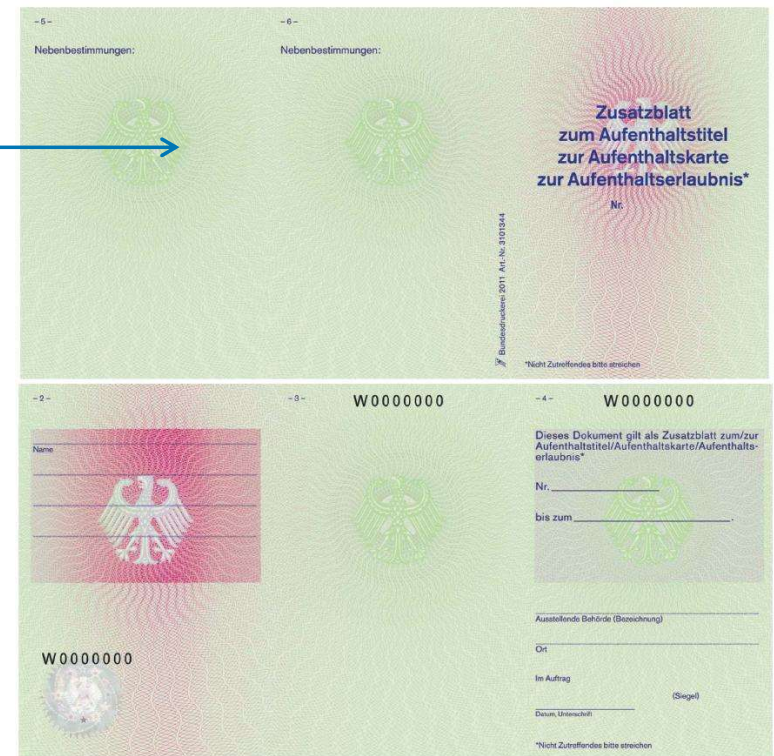 -5-
Nebenbestimmungen:
-6-
Nebenbestimmungen:
Bundesdruckerei 2011 Art.-Nr. 3101344
Zusatzblatt
zum Aufenthaltstitel
zur Aufenthaltskarte
zur Aufenthaltserlaubnis*
Nr.
*Nicht Zutreffendes bitte streichen
-2-
Name
W0000000
-3-
W0000000
-4-
W0000000
Dieses Dokument gilt als Zusatzblatt zum/zur
Aufenthaltstitel/Aufenthaltskarte/Aufenthalts-
erlaubnis*
Nr.
bis zum .
Ausstellende Behörde (Bezeichnung)
Ort
Im Auftrag
(Siegel)
Datum, Unterschrift
*Nicht Zutreffendes bitte streichen